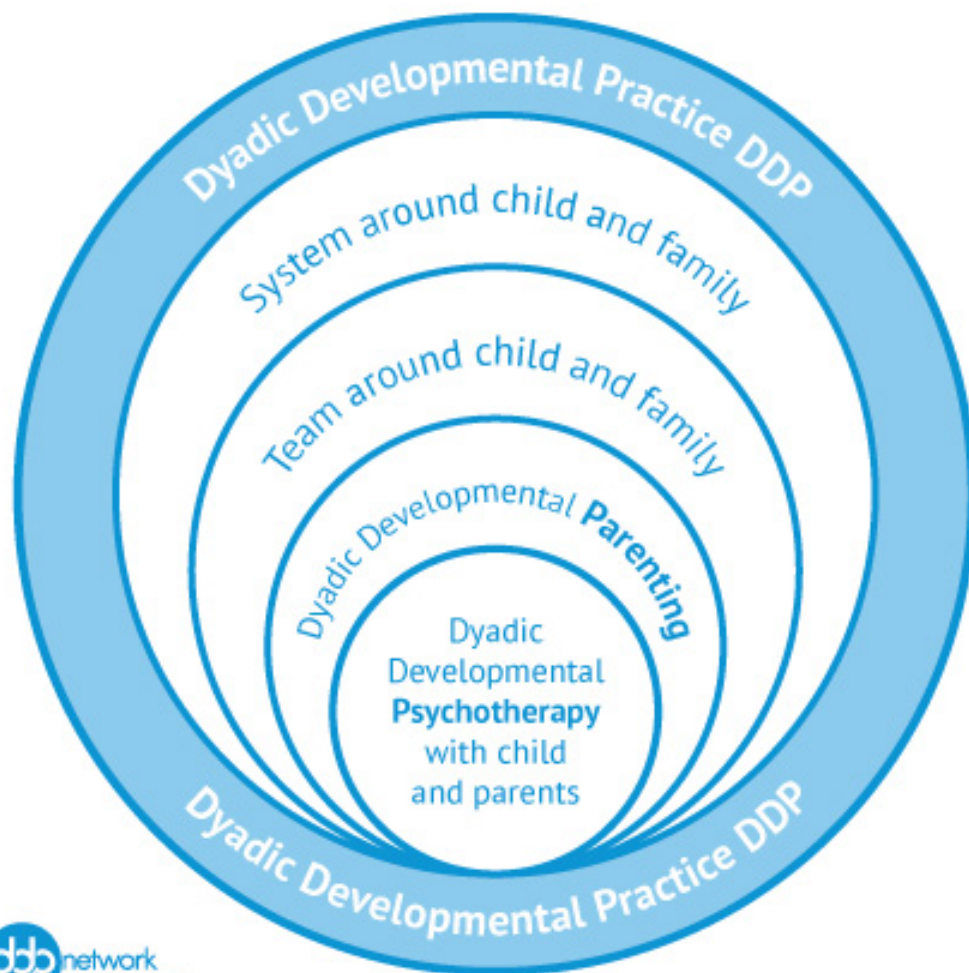 Dyadic Developmental Practice DDP
System around child and family
Team around child and family
Dyadic Developmental Parenting
Dyadic
Developmental
Psychotherapy
with child
and parents
Dyadic Developmental Practice DDP
ddp network